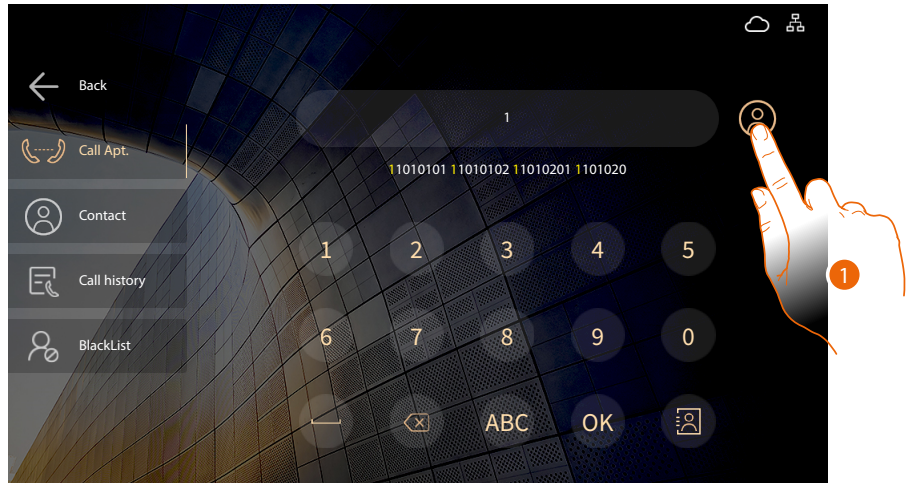 Back
1
Call Apt.
11010101 11010102 11010201 1101020
Contact
1 2 3 4 5
Call history
1
6 7 8 9 0
BlackList
ABC OK